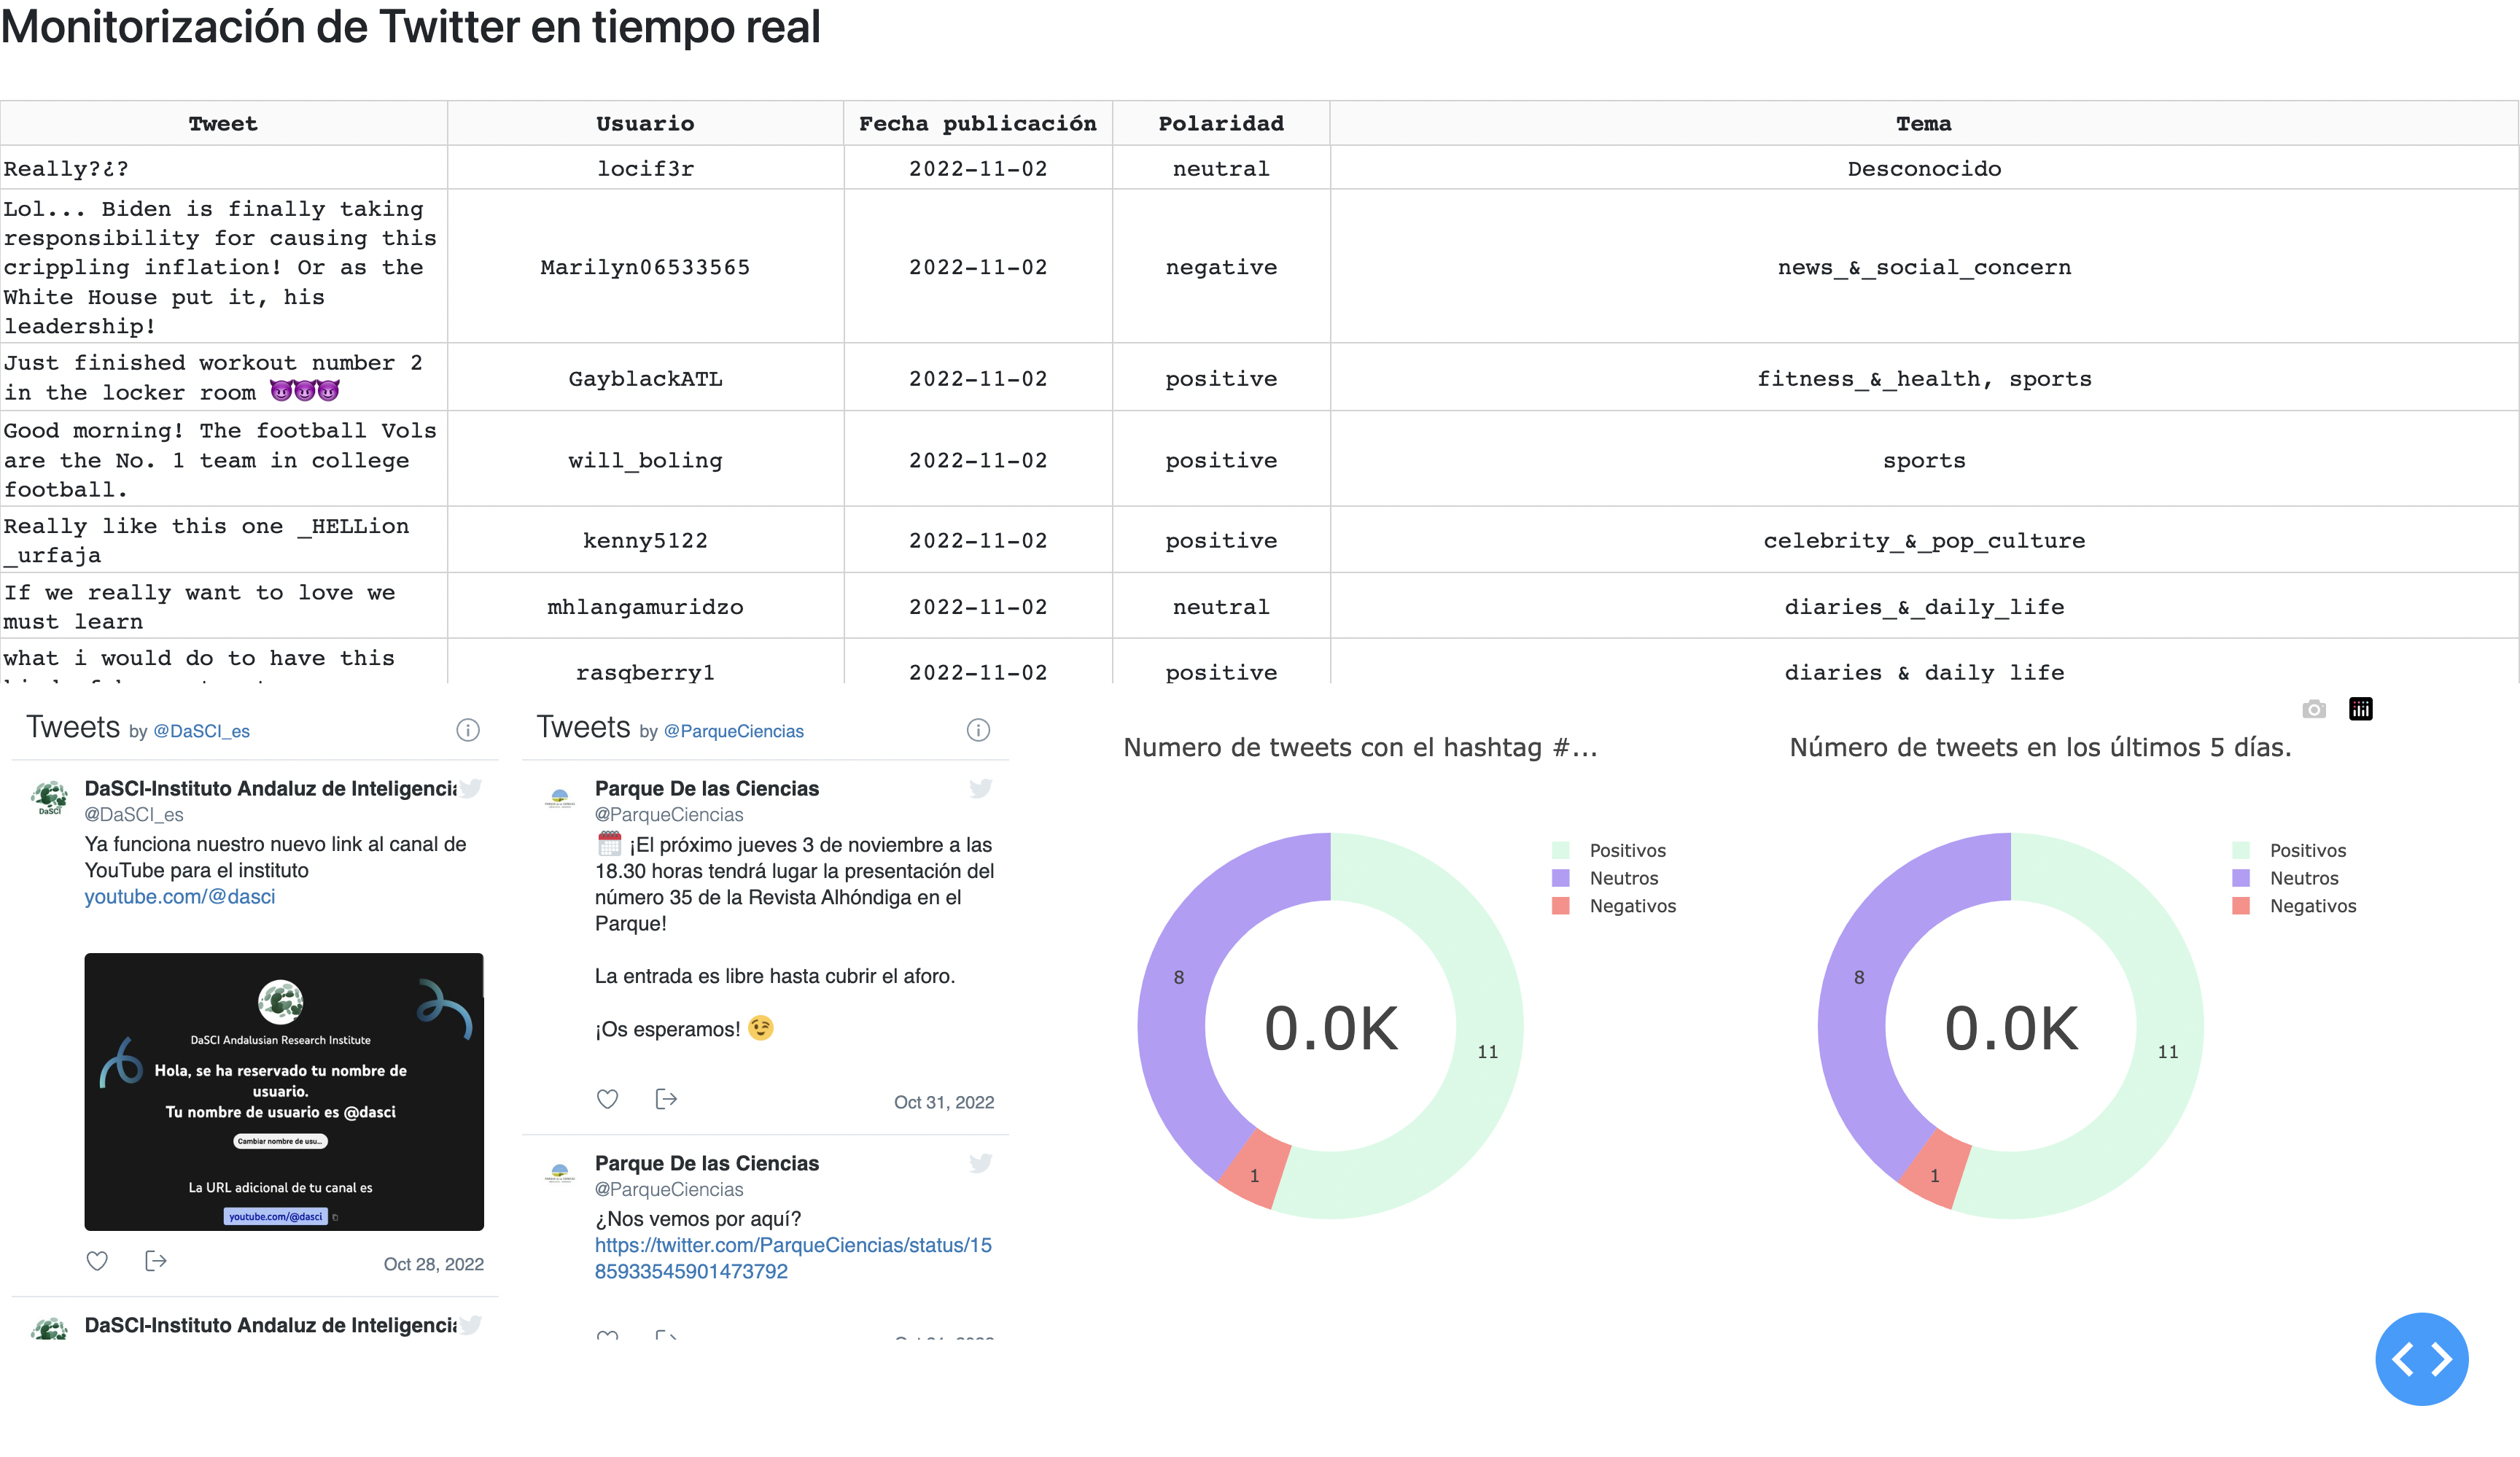 Monitorización de Twitter en tiempo real
Tweet Usuario Fecha publicación Polaridad Tema
Really?¿? locif3r 2022-11-02 neutral Desconocido
Lol... Biden is finally taking
responsibility for causing this
crippling inflation! Or as the
White House put it, his
leadership!
Marilyn06533565 2022-11-02 negative news_&_social_concern
Just finished workout number 2
in the locker room 😈😈😈
GayblackATL 2022-11-02 positive fitness_&_health, sports
Good morning! The football Vols
are the No. 1 team in college
football.
will_boling 2022-11-02 positive sports
Really like this one _HELLion
_urfaja
kenny5122 2022-11-02 positive celebrity_&_pop_culture
If we really want to love we
must learn
mhlangamuridzo 2022-11-02 neutral diaries_&_daily_life
what i would do to have this
rasqberry1 2022-11-02 positive diaries & daily life
Tweets by @DaSCI_es
DaSCI-Instituto Andaluz de Inteligencia
@DaSCI_es
DaSCI
Ya funciona nuestro nuevo link al canal de
YouTube para el instituto
youtube.com/@dasci
DaSCI Andalusian Research Institute
Hola, se ha reservado tu nombre de
usuario.
Tu nombre de usuario es @dasci
Cambiar nombre de usu...
La URL adicional de tu canal es
youtube.com/@dasci
Oct 28, 2022
DaSCI-Instituto Andaluz de Inteligencia
Tweets by @ParqueCiencias
Parque De las Ciencias
@ParqueCiencias
🗓️ ¡El próximo jueves 3 de noviembre a las
18.30 horas tendrá lugar la presentación del
número 35 de la Revista Alhóndiga en el
Parque!
La entrada es libre hasta cubrir el aforo.
¡Os esperamos! 😉
Oct 31, 2022
Parque De las Ciencias
@ParqueCiencias
¿Nos vemos por aquí?
https://twitter.com/ParqueCiencias/status/15
85933545901473792
Numero de tweets con el hashtag #...
Positivos
Neutros
Negativos
8
11
1
0.0K
Número de tweets en los últimos 5 días.
Positivos
Neutros
Negativos
8
11
1
0.0K